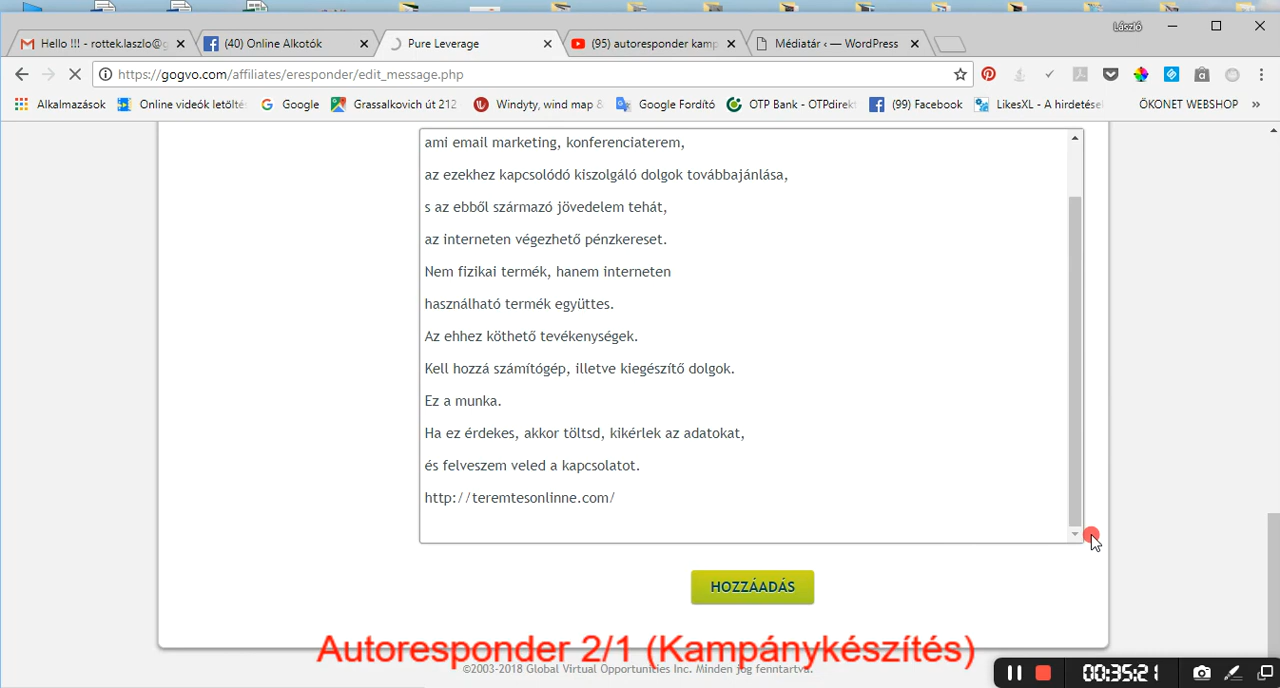 László
Hello !!! - rottek.laszlo@g
(40) Online Alkotók
Pure Leverage
(95) autoresponder kamp
Médiatár ‹ — WordPress
https://gogvo.com/affiliates/eresponder/edit_message.php
Alkalmazások
Online videók letölté
Google
Grassalkovich út 212
Windyty, wind map &
Google Fordító
OTP Bank - OTPdirekt
(99) Facebook
LikesXL - A hirdetése
ÖKONET WEBSHOP
»
ami email marketing, konferenciaterem,
az ezekhez kapcsolódó kiszolgáló dolgok továbbajánlása,
s az ebből származó jövedelem tehát,
az interneten végezhető pénzkereset.
Nem fizikai termék, hanem interneten
használható termék együttes.
Az ehhez köthető tevékenységek.
Kell hozzá számítógép, illetve kiegészítő dolgok.
Ez a munka.
Ha ez érdekes, akkor töltsd, kikérlek az adatokat,
és felveszem veled a kapcsolatot.
http://teremtesonlinne.com/
HOZZÁADÁS
Autoresponder 2/1 (Kampánykészítés)
©2003-2018 Global Virtual Opportunities Inc. Minden jog fenntartva.
00:35:21